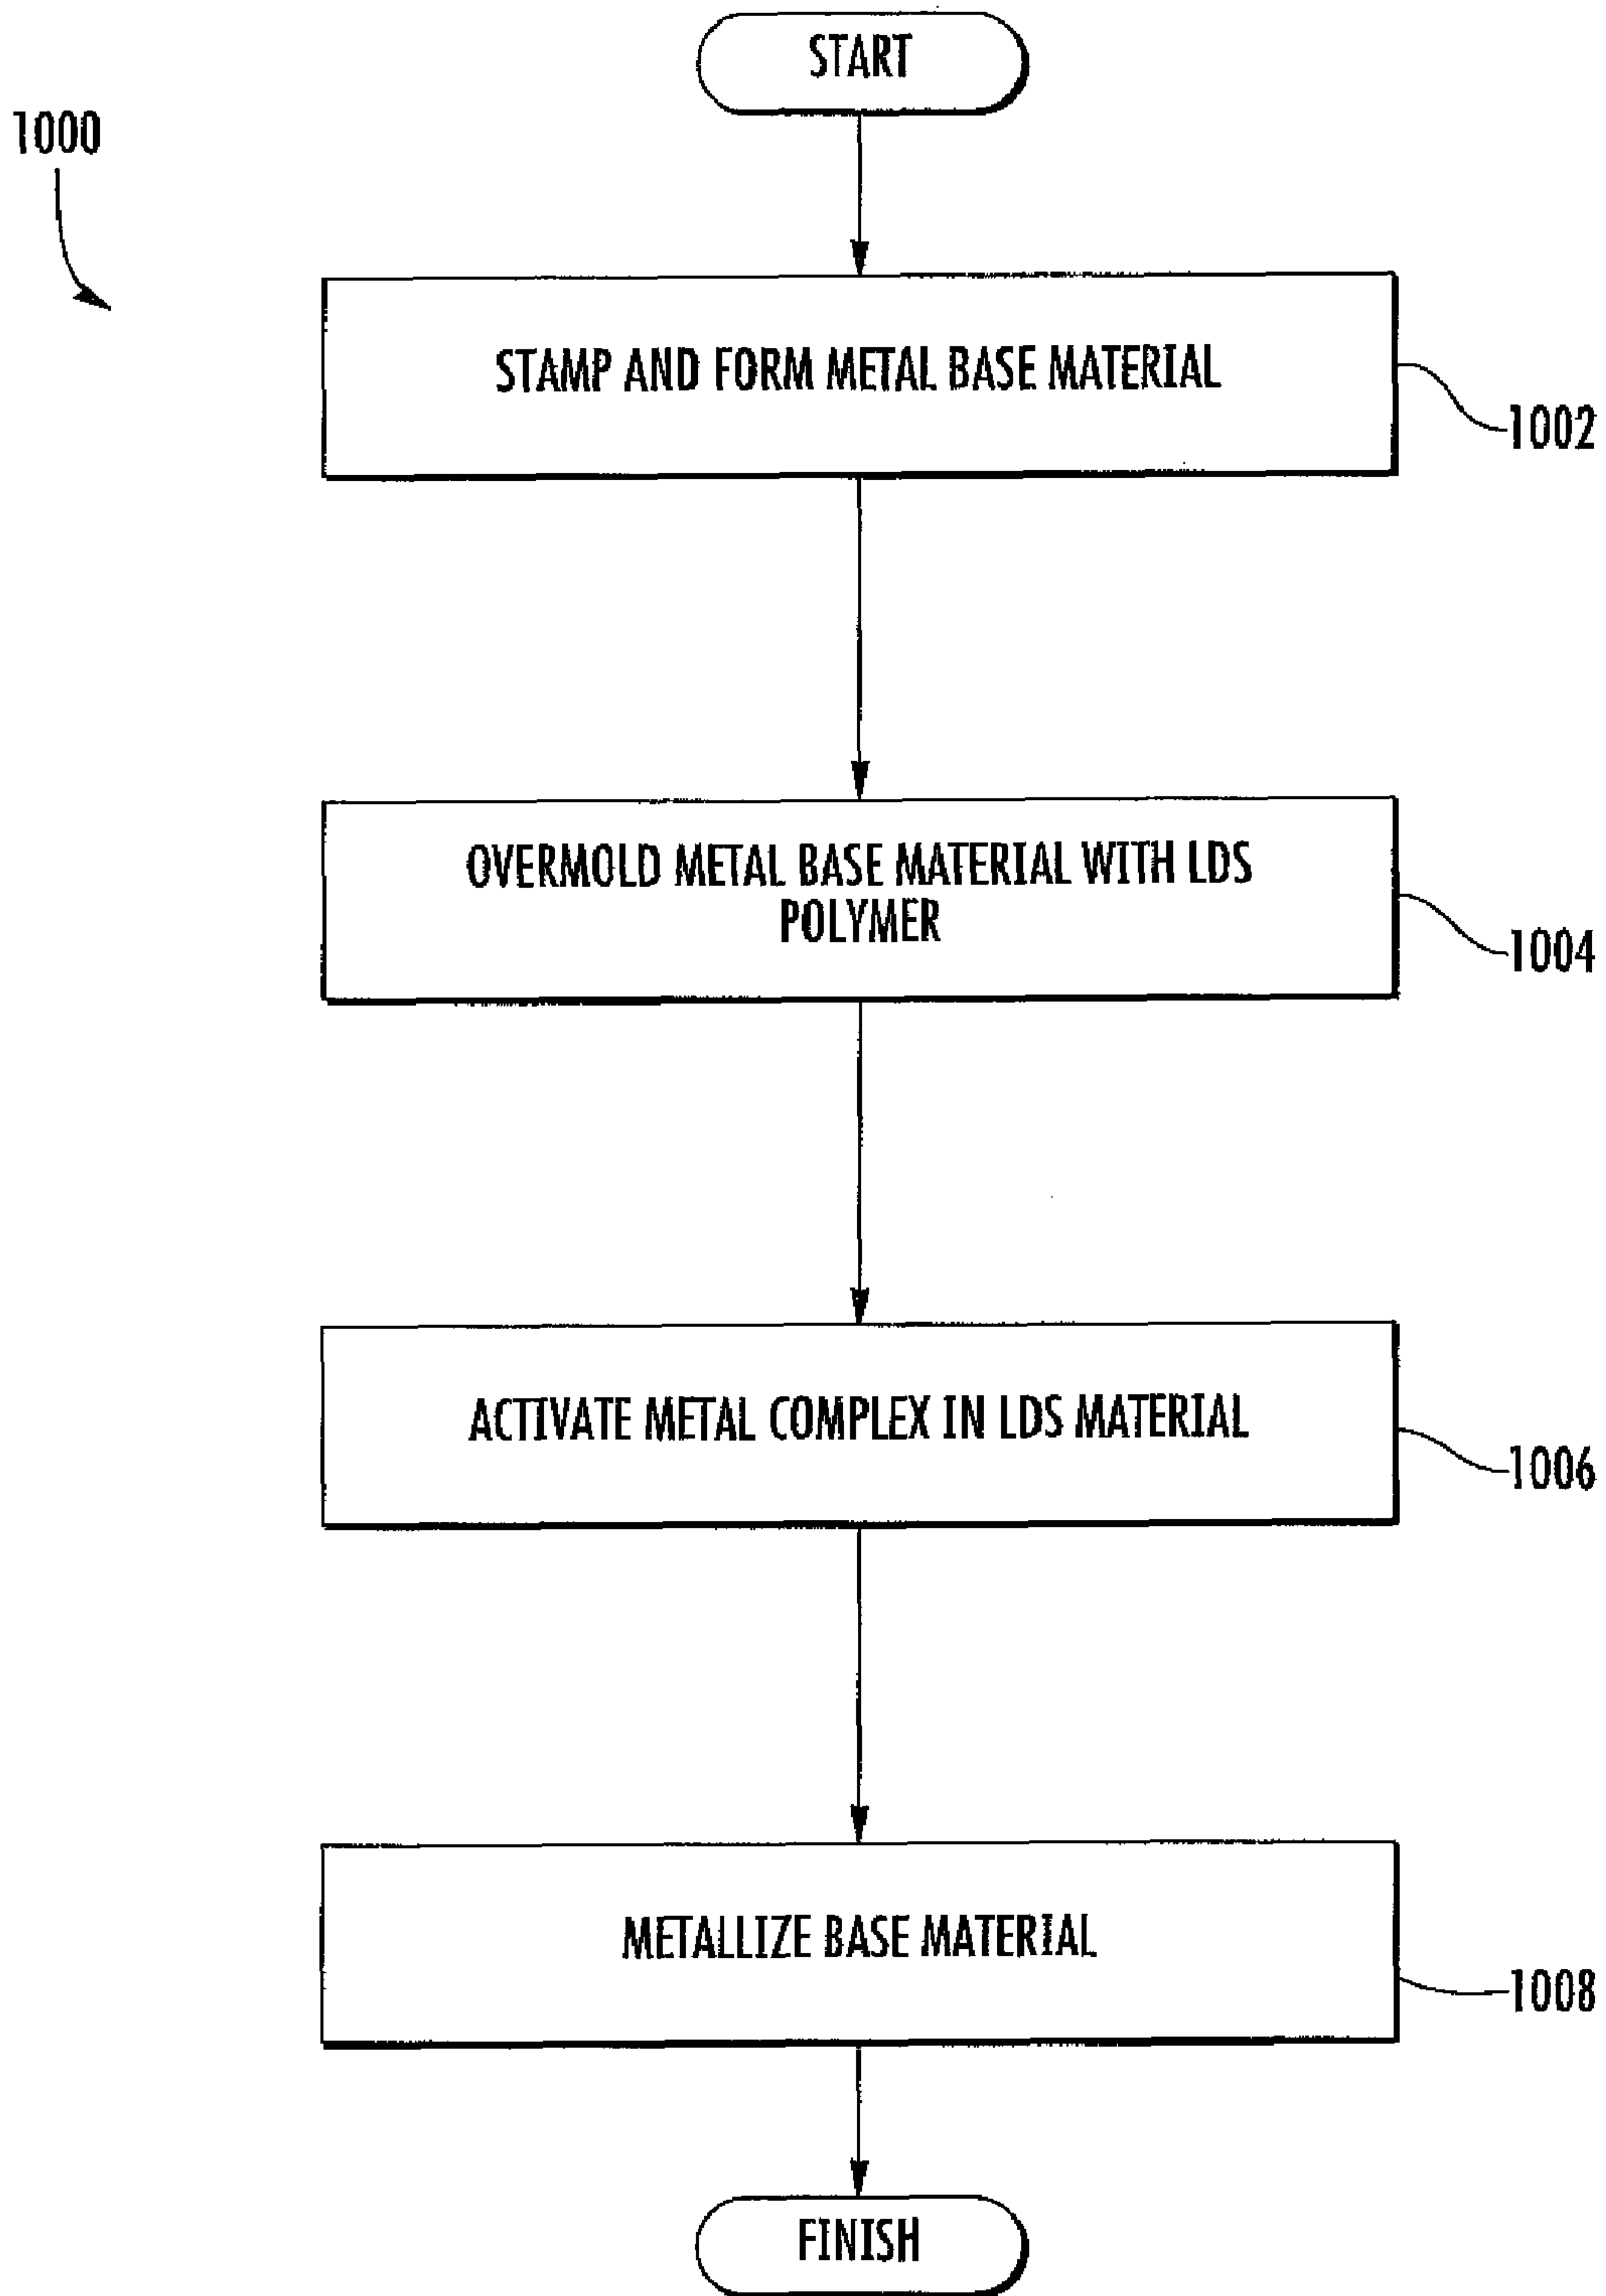 START
1000
STAMP AND FORM METAL BASE MATERIAL
1002
OVERMOLD METAL BASE MATERIAL WITH LDS
POLYMER
1004
ACTIVATE METAL COMPLEX IN LDS MATERIAL
1006
METALLIZE BASE MATERIAL
1008
FINISH